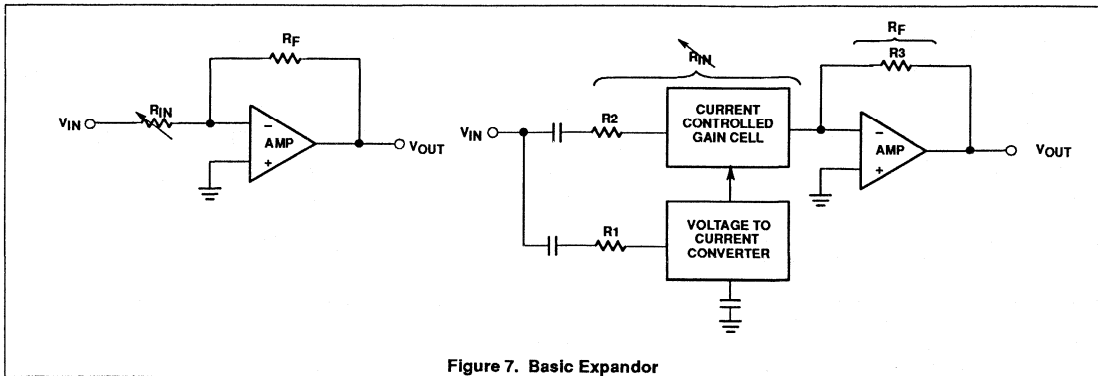 RF
RIN
VIN
−
AMP
+
VOUT
RIN
RF
R3
VIN
R2
CURRENT
CONTROLLED
GAIN CELL
−
AMP
+
VOUT
R1
VOLTAGE TO
CURRENT
CONVERTER
Figure 7. Basic Expandor